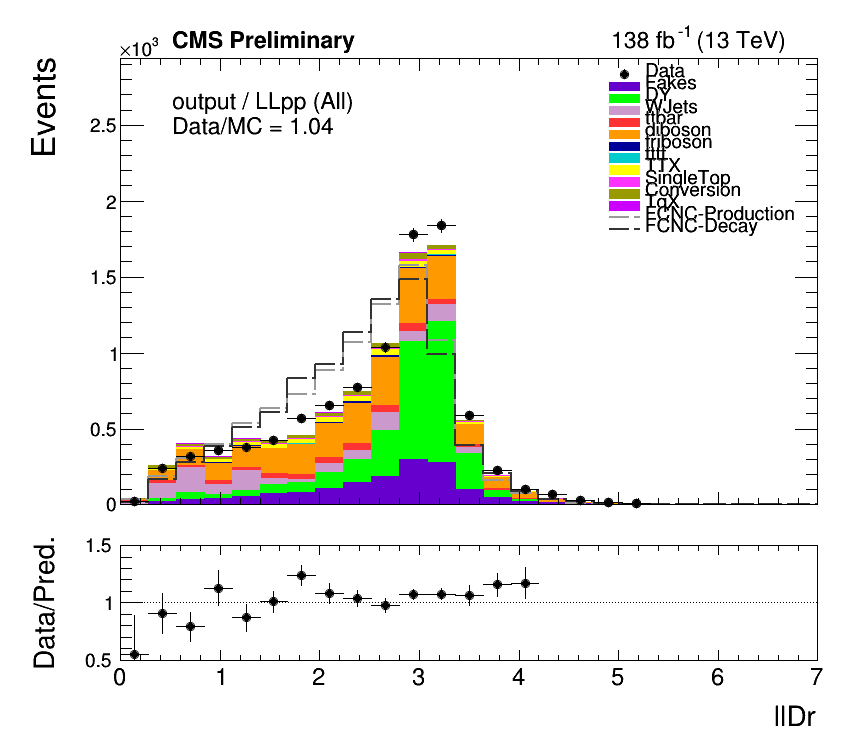 ×10³ CMS Preliminary 138 fb⁻¹ (13 TeV)
Events
output / LLpp (All)
Data/MC = 1.04
Data
Fakes
DY
WJets
ttbar
diboson
triboson
tttt
TTX
SingleTop
Conversion
TqX
FCNC-Production
FCNC-Decay
2.5
2
1.5
1
0.5
0
Data/Pred.
1.5
1
0.5
0 1 2 3 4 5 6 7
llDr